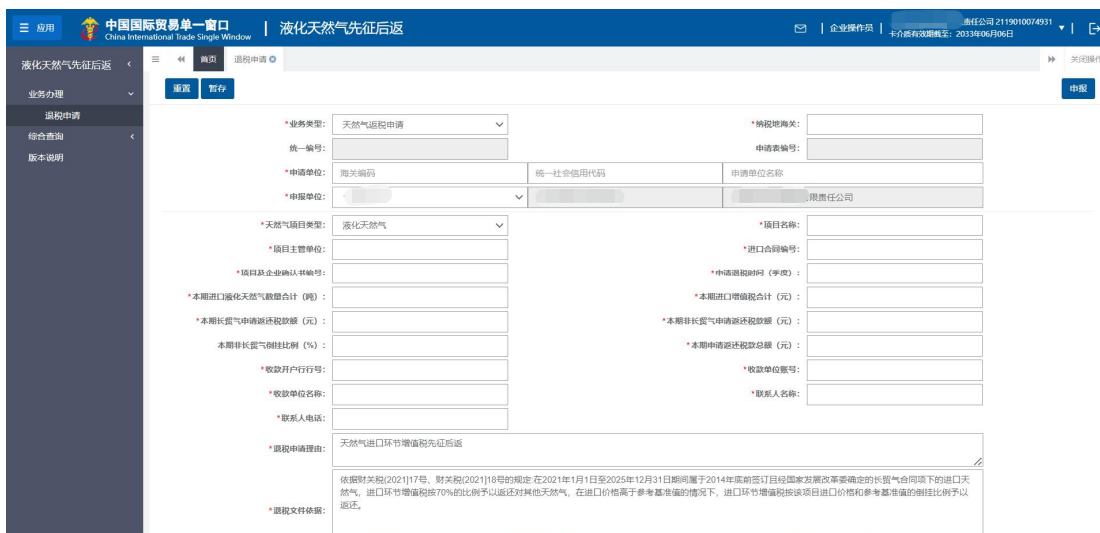 应用
中国国际贸易单一窗口
China International Trade Single Window
液化天然气先征后返
企业操作员
责任公司 2119010074931
卡介质有效期截至：2033年06月06日
液化天然气先征后返
首页
退税申请
关闭操作
业务办理
退税申请
综合查询
版本说明
重置
暂存
申报
*业务类型：
天然气返税申请
*纳税地海关：
统一编号：
申请表编号：
*申请单位：
海关编码
统一社会信用代码
申请单位名称
*申报单位：
限责任公司
*天然气项目类型：
液化天然气
*项目名称：
*项目主管单位：
*进口合同编号：
*项目及企业确认书编号：
*申请退税时间（季度）：
*本期进口液化天然气数量合计（吨）：
*本期进口增值税合计（元）：
*本期长贸气申请返还税款额（元）：
*本期非长贸气申请返还税款额（元）：
本期非长贸气倒挂比例（%）：
*本期申请返还税款总额（元）：
*收款开户行行号：
*收款单位账号：
*收款单位名称：
*联系人名称：
*联系人电话：
*退税申请理由：
天然气进口环节增值税先征后返
*退税文件依据：
依据财关税(2021]17号、财关税(2021]18号的规定:在2021年1月1日至2025年12月31日期间属于2014年底前签订且经国家发展改革委确定的长贸气合同项下的进口天
然气，进口环节增值税按70%的比例予以返还对其他天然气，在进口价格高于参考基准值的情况下，进口环节增值税按该项目进口价格和参考基准值的倒挂比例予以
返还。